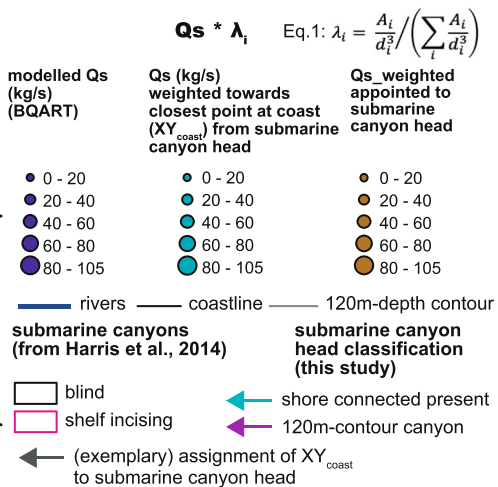 Qs * λi Eq.1: λi = Ai/di³ / (∑i Ai/di³)
modelled Qs
(kg/s)
(BQART)
Qs (kg/s)
weighted towards
closest point at coast
(XYcoast) from submarine
canyon head
Qs_weighted
appointed to
submarine
canyon head
0 - 20
20 - 40
40 - 60
60 - 80
80 - 105
0 - 20
20 - 40
40 - 60
60 - 80
80 - 105
0 - 20
20 - 40
40 - 60
60 - 80
80 - 105
rivers
coastline
120m-depth contour
submarine canyons
(from Harris et al., 2014)
blind
shelf incising
submarine canyon
head classification
(this study)
shore connected present
120m-contour canyon
(exemplary) assignment of XYcoast
to submarine canyon head